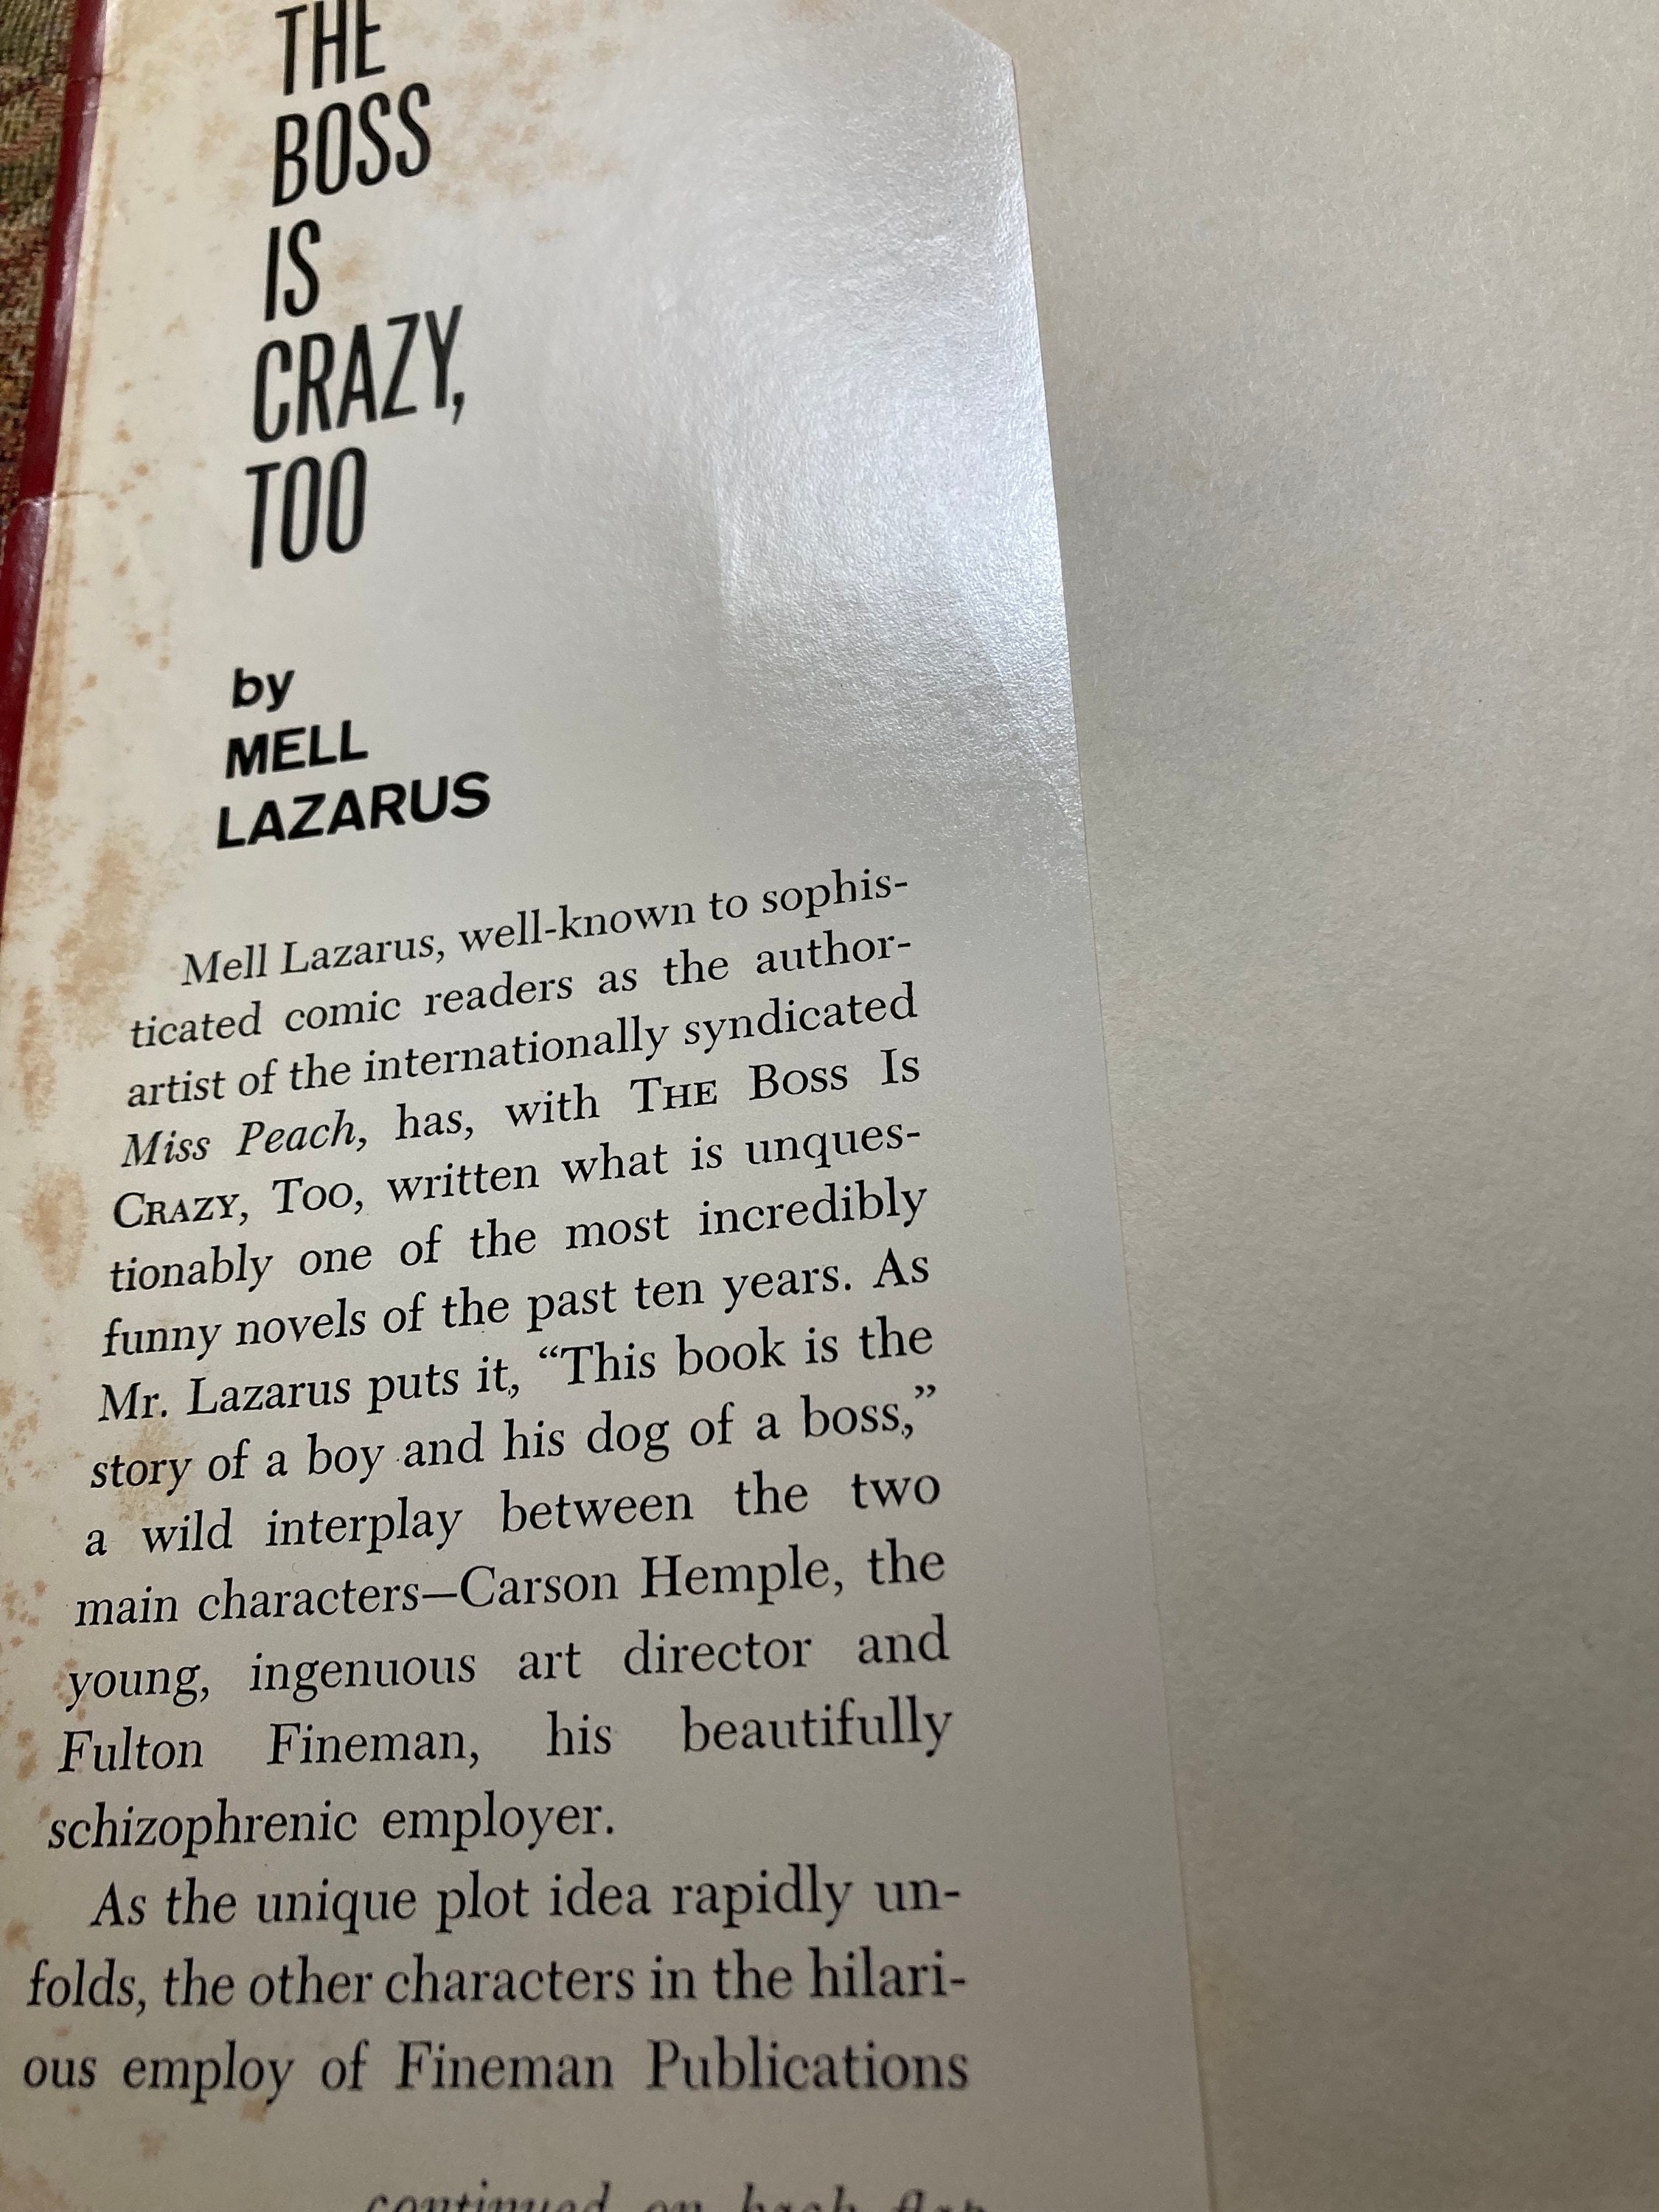 THE
BOSS
IS
CRAZY,
TOO
by
MELL
LAZARUS
Mell Lazarus, well-known to sophis-
ticated comic readers as the author-
artist of the internationally syndicated
Miss Peach, has, with THE BOSS IS
CRAZY, TOO, written what is unques-
tionably one of the most incredibly
funny novels of the past ten years. As
Mr. Lazarus puts it, “This book is the
story of a boy and his dog of a boss,”
a wild interplay between the two
main characters—Carson Hemple, the
young, ingenuous art director and
Fulton Fineman, his beautifully
schizophrenic employer.
As the unique plot idea rapidly un-
folds, the other characters in the hilari-
ous employ of Fineman Publications
continued on back flap